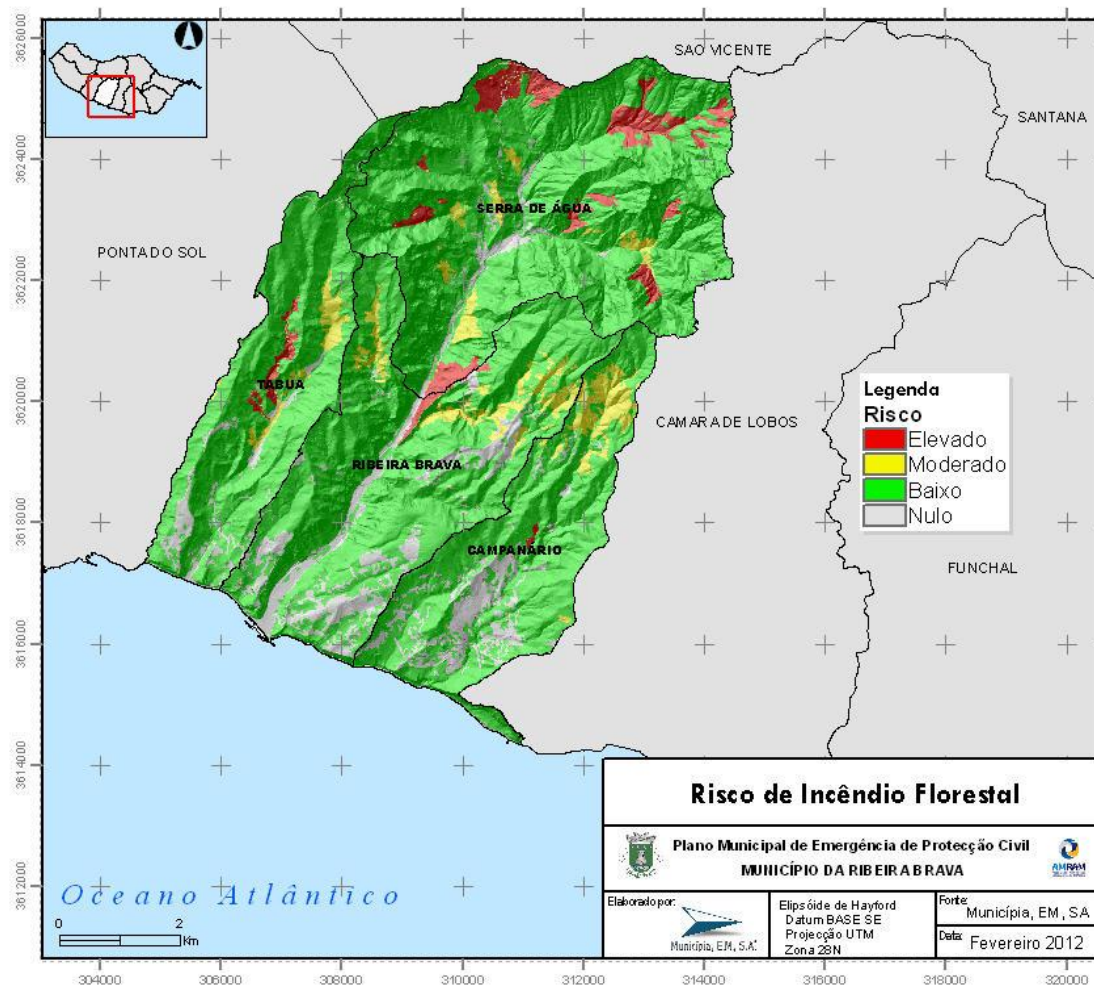 SAO VICENTE
SANTANA
PONTA DO SOL
SERRA DE ÁGUA
TABUA
CAMARA DE LOBOS
RIBEIRA BRAVA
CAMPANÁRIO
FUNCHAL
Legenda
Risco
Elevado
Moderado
Baixo
Nulo
Oceano Atlântico
0 2
Km
Risco de Incêndio Florestal
Plano Municipal de Emergência de Protecção Civil
MUNICÍPIO DA RIBEIRA BRAVA
AMRAM
Elaborado por:
Município, E.M, S.A.
Elipsóide de Hayford
Datum BASE SE
Projecção UTM
Zona 28N
Fonte:
Município, EM, SA
Data:
Fevereiro 2012
3626000
3624000
3622000
3620000
3618000
3616000
3614000
3612000
304000 306000 308000 310000 312000 314000 316000 318000 320000